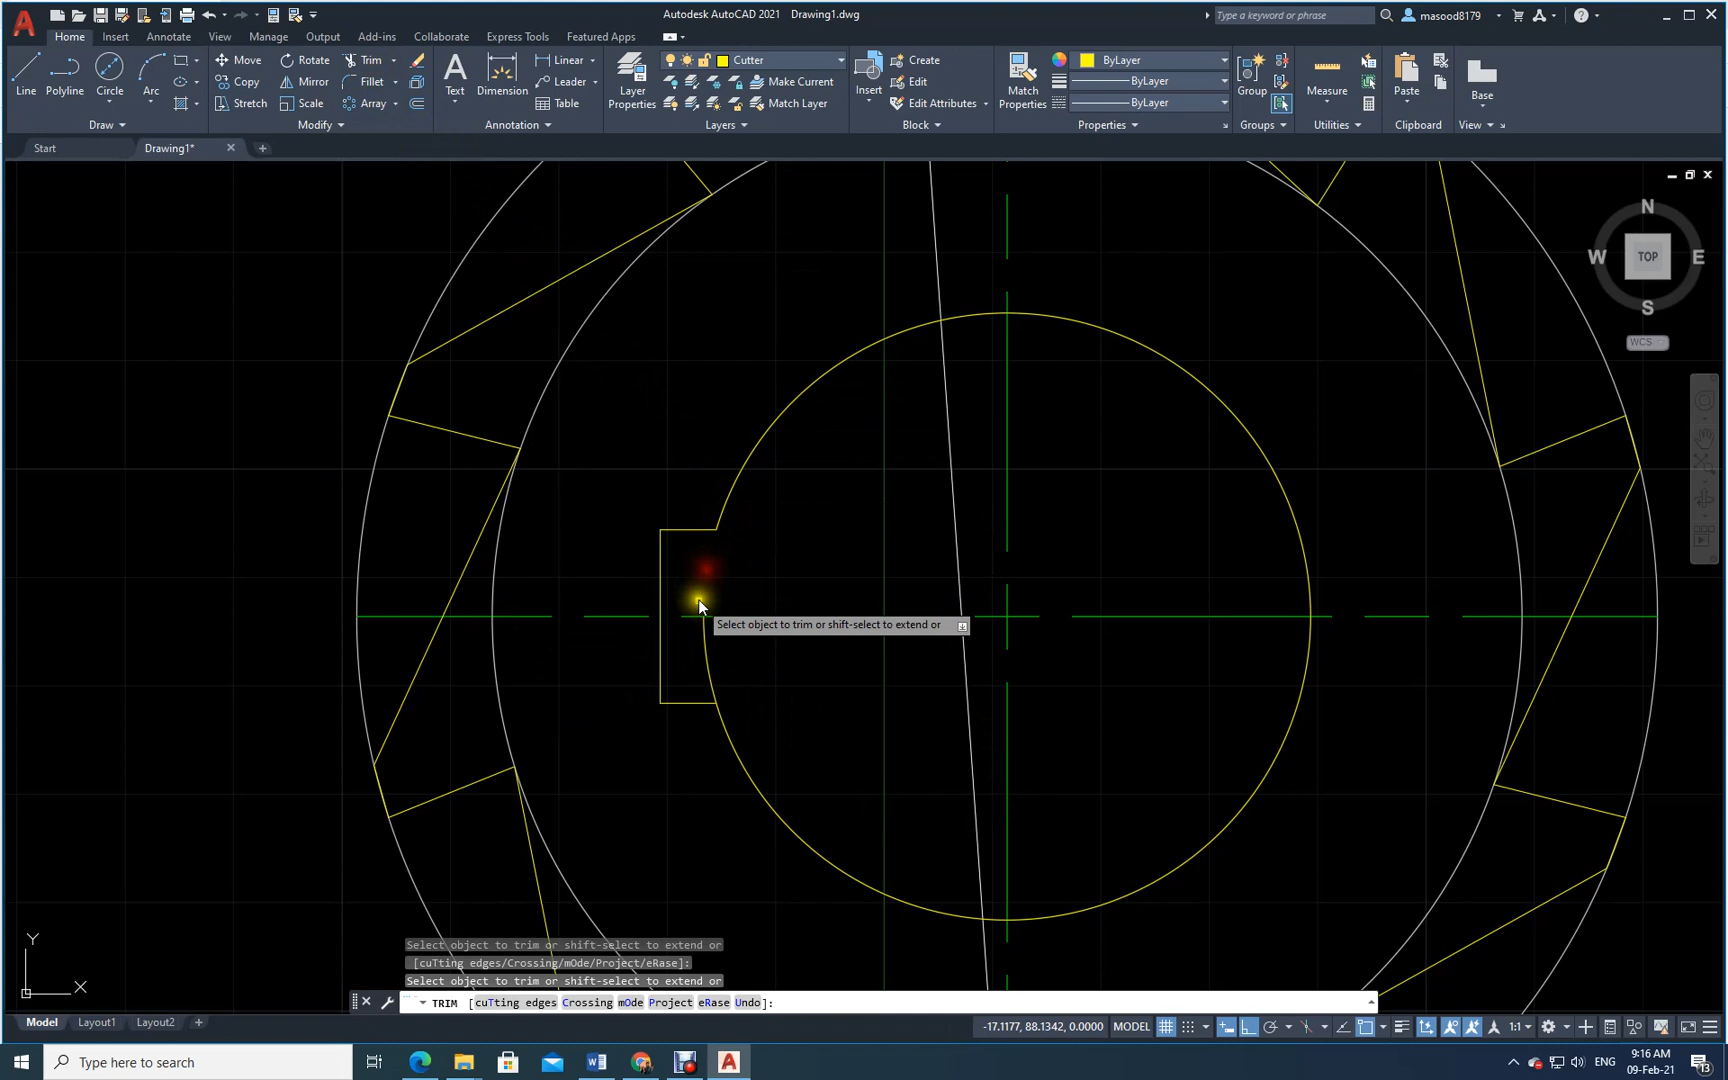 Autodesk AutoCAD 2021 Drawing1.dwg
Type a keyword or phrase
masood8179
Home Insert Annotate View Manage Output Add-ins Collaborate Express Tools Featured Apps
Line Polyline Circle Arc
Draw
Move Rotate Trim
Copy Mirror Fillet
Stretch Scale Array
Modify
Text Dimension
Linear
Leader
Table
Annotation
Layer Properties
Cutter
Make Current
Match Layer
Layers
Insert
Create
Edit
Edit Attributes
Block
Match Properties
ByLayer
ByLayer
ByLayer
Properties
Group
Groups
Measure
Utilities
Paste
Clipboard
Base
View
Start Drawing1*
N
W TOP E
S
WCS
Select object to trim or shift-select to extend or
Y
X
Select object to trim or shift-select to extend or
[cuTting edges/Crossing/mOde/Project/eRase]:
Select object to trim or shift-select to extend or
TRIM [cuTting edges Crossing mOde Project eRase Undo]:
Model Layout1 Layout2
-17.1177, 88.1342, 0.0000 MODEL 1:1
Type here to search
ENG
9:16 AM
09-Feb-21
13